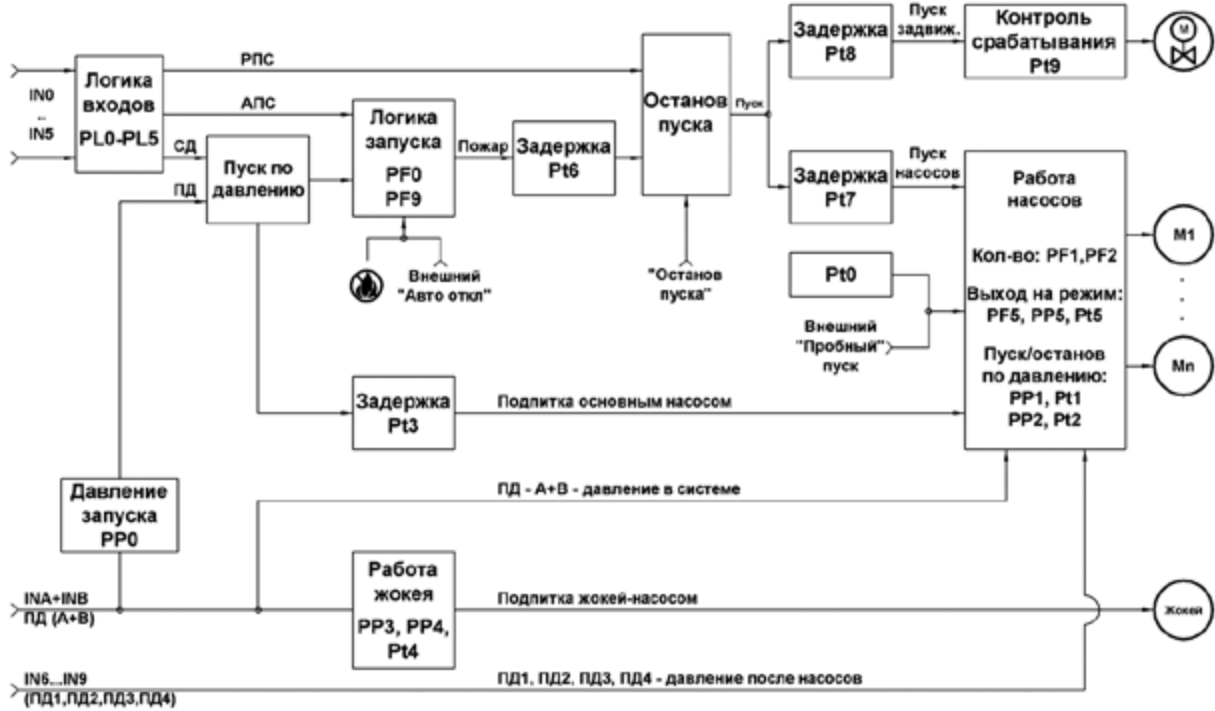 IN0
...
IN5
Логика
входов
PL0-PL5
РПС
АПС
СД
ПД
Пуск по
давлению
Логика
запуска
PF0
PF9
Внешний
"Авто откл"
Пожар
Задержка
Pt6
Останов
пуска
"Останов
пуска"
Пуск
Задержка
Pt8
Пуск
задвиж.
Контроль
срабатывания
Pt9
М
Задержка
Pt7
Пуск
насосов
Pt0
Внешний
"Пробный"
пуск
Работа
насосов
Кол-во: PF1,PF2
Выход на режим:
PF5, PP5, Pt5
Пуск/останов
по давлению:
PP1, Pt1
PP2, Pt2
М1
Мn
Задержка
Pt3
Подпитка основным насосом
Давление
запуска
PP0
ПД - А+В - давление в системе
INA+INB
ПД (А+В)
Работа
жокея
PP3, PP4,
Pt4
Подпитка жокей-насосом
Жокей
IN6...IN9
(ПД1,ПД2,ПД3,ПД4)
ПД1, ПД2, ПД3, ПД4 - давление после насосов